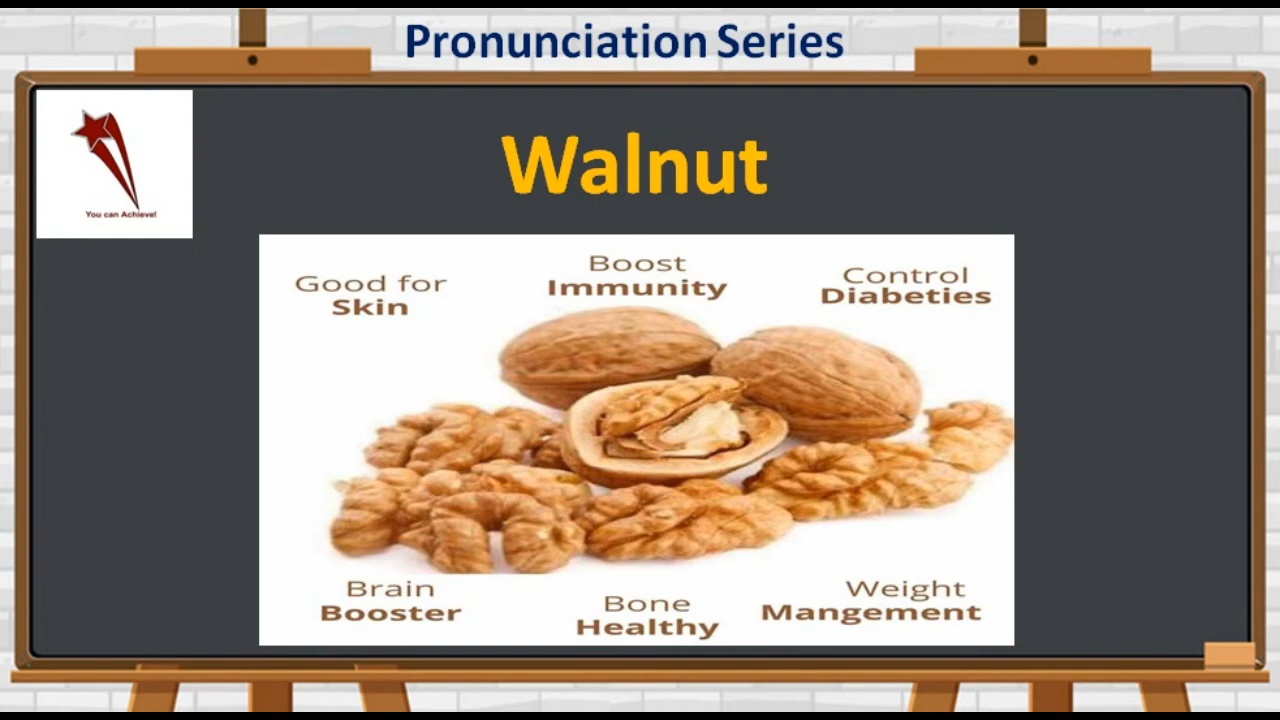 Pronunciation Series
You can Achieve!
Walnut
Good for
Skin
Boost
Immunity
Control
Diabeties
Brain
Booster
Bone
Healthy
Weight
Mangement